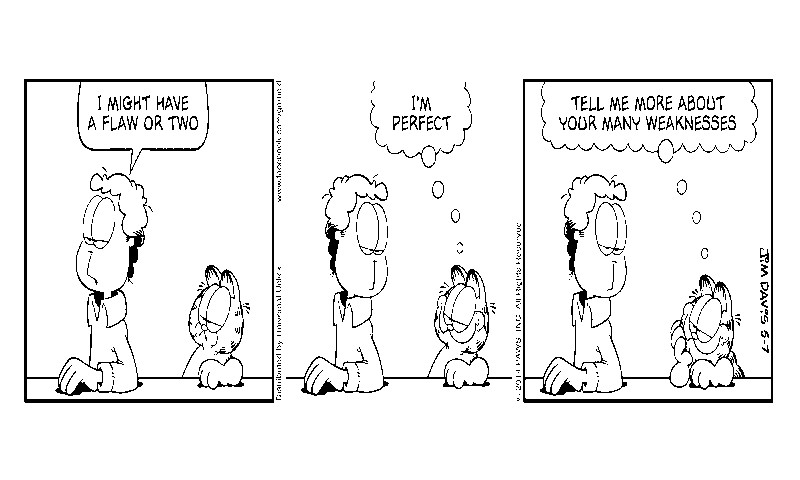 I MIGHT HAVE
A FLAW OR TWO
I'M
PERFECT
TELL ME MORE ABOUT
YOUR MANY WEAKNESSES
JIM DAVIS 5-7